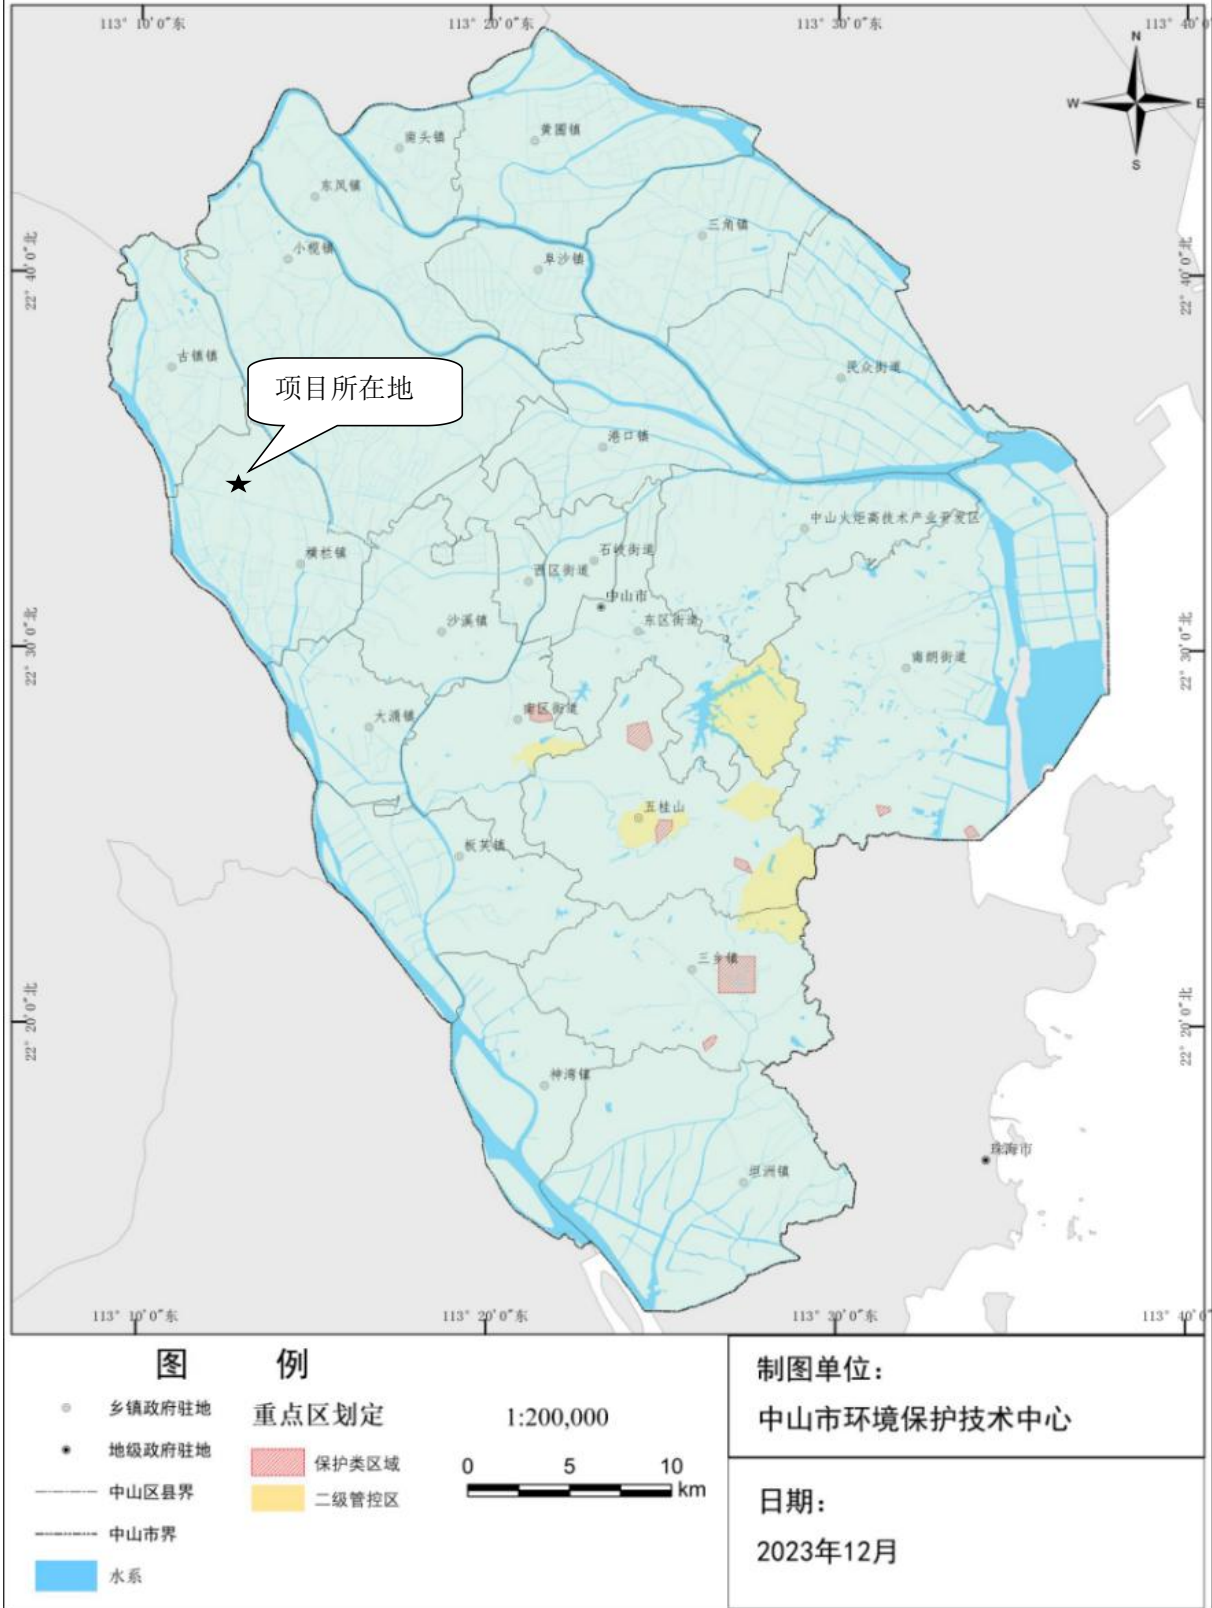 113° 10′0″东
113° 20′0″东
113° 30′0″东
113° 40′0
N
W
E
S
黄圃镇
南头镇
东凤镇
三角镇
小榄镇
阜沙镇
22° 40′0″北
22° 40′0″北
古镇镇
民众街道
项目所在地
港口镇
中山火炬高技术产业开发区
石岐街道
横栏镇
西区街道
中山市
沙溪镇
东区街道
22° 30′0″北
22° 30′0″北
南朗街道
大涌镇
南区街道
五桂山
板芙镇
三乡镇
22° 20′0″北
22° 20′0″北
神湾镇
珠海市
坦洲镇
113° 10′0″东
113° 20′0″东
113° 30′0″东
113° 40′0
图 例
乡镇政府驻地
地级政府驻地
中山区县界
中山市界
水系
重点区划定
保护类区域
二级管控区
1:200,000
0 5 10
km
制图单位：
中山市环境保护技术中心
日期：
2023年12月